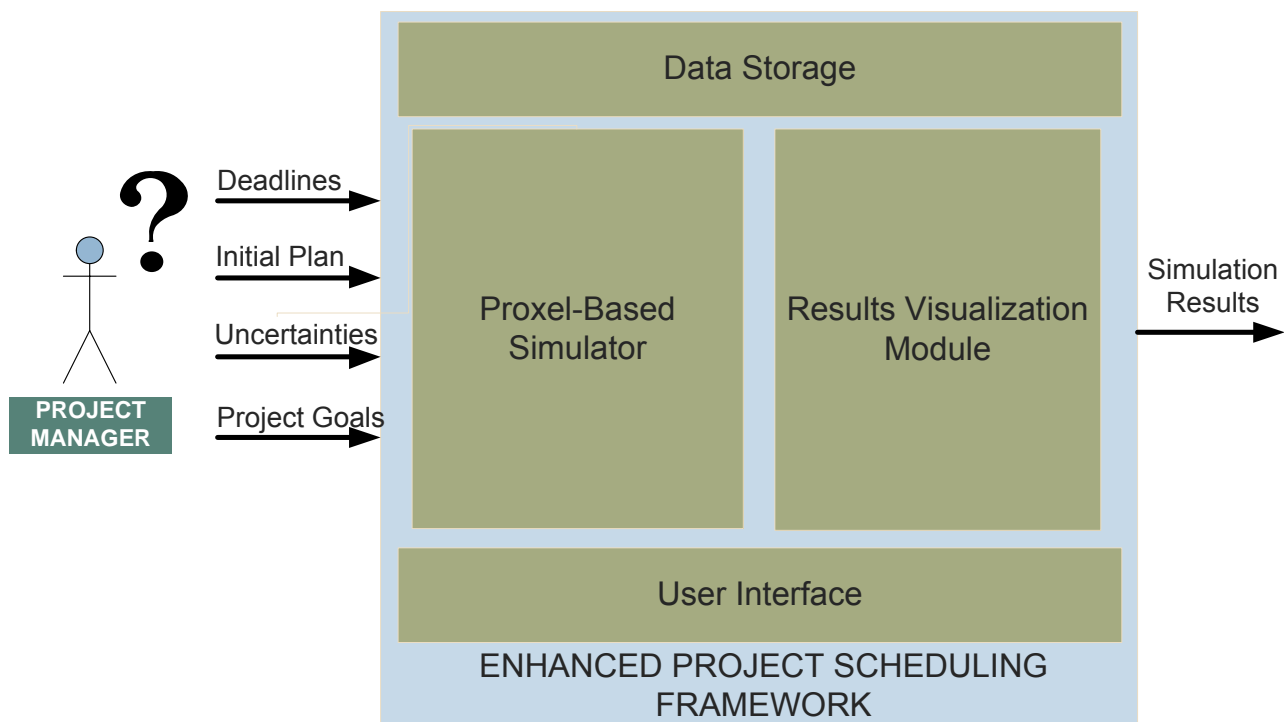 Data Storage
?
Deadlines
Initial Plan
Uncertainties
Project Goals
PROJECT
MANAGER
Proxel-Based
Simulator
Results Visualization
Module
Simulation
Results
User Interface
ENHANCED PROJECT SCHEDULING
FRAMEWORK